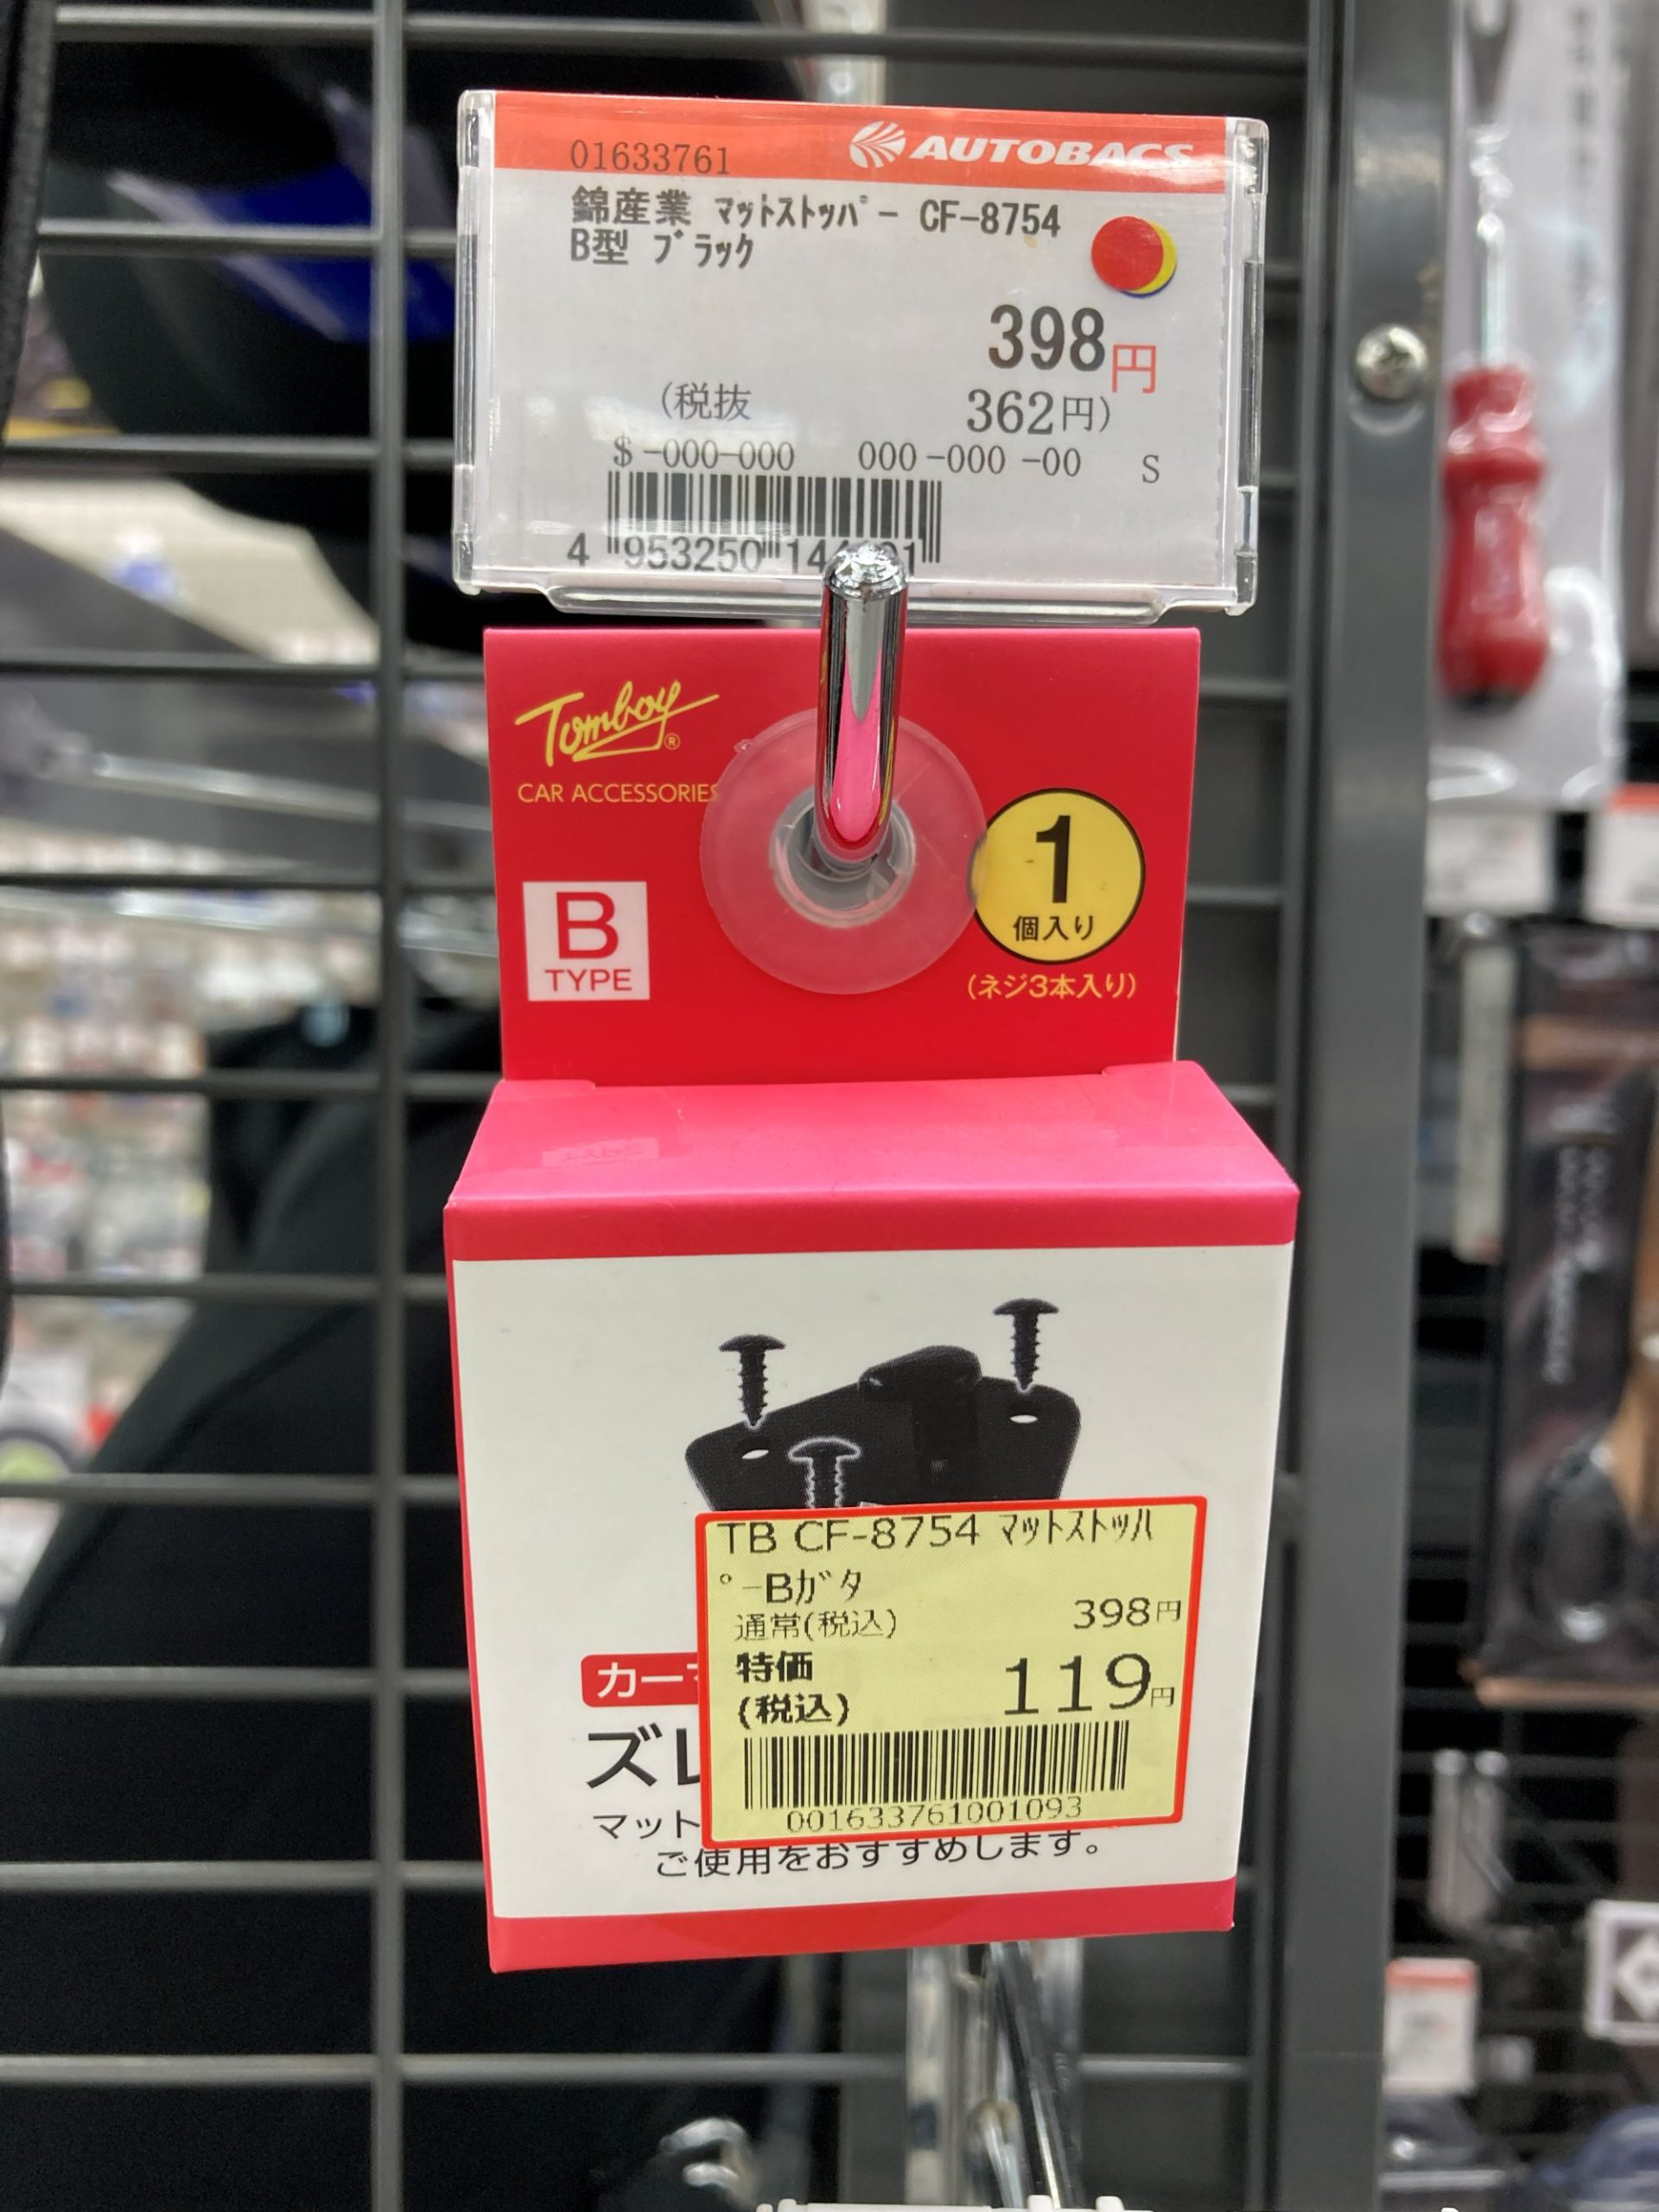 01633761 AUTOBACS
錦産業 ﾏｯﾄｽﾄｯﾊﾟｰ CF-8754
B型 ﾌﾞﾗｯｸ
398円
(税抜 362円)
$-000-000 000-000-00 S
4 953250
Tomboy®
CAR ACCESSORIES
B
TYPE
1
個入り
(ネジ3本入り)
TB CF-8754 ﾏｯﾄｽﾄｯﾊ
ﾟｰBｶﾞﾀ
通常(税込) 398円
特価
(税込) 119円
001633761001093
カー
ズレ
マット
ご使用をおすすめします。